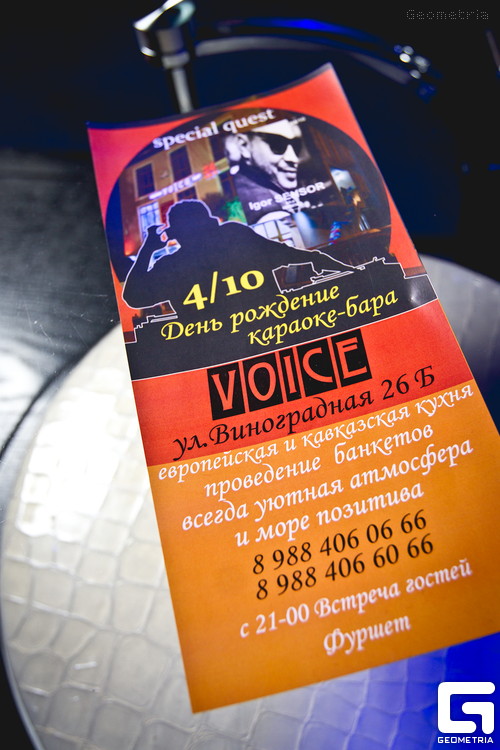 Geometria
special quest
Igor SENSOR
4/10
День рождение
караоке-бара
VOICE
ул.Виноградная 26 Б
европейская и кавказская кухня
проведение банкетов
всегда уютная атмосфера
и море позитива
8 988 406 06 66
8 988 406 60 66
с 21-00 Встреча гостей
Фуршет
GEOMETRIA